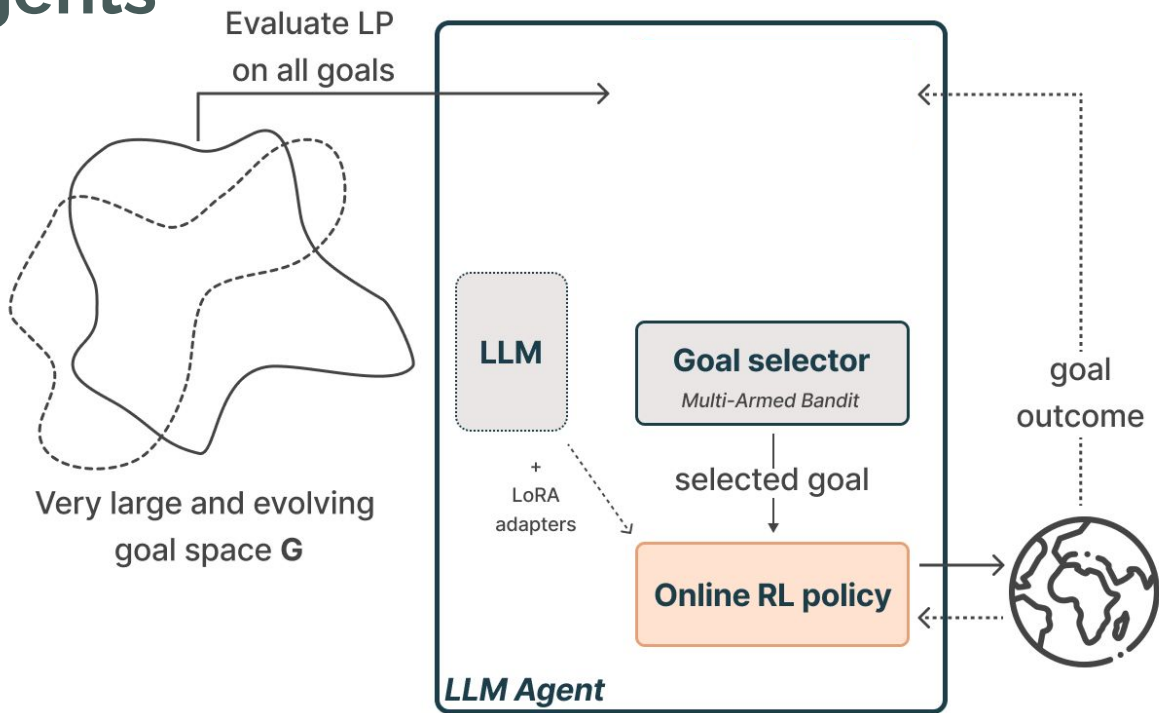 Evaluate LP
on all goals
LLM
Goal selector
Multi-Armed Bandit
goal
outcome
+
LoRA
adapters
selected goal
Very large and evolving
goal space G
Online RL policy
LLM Agent